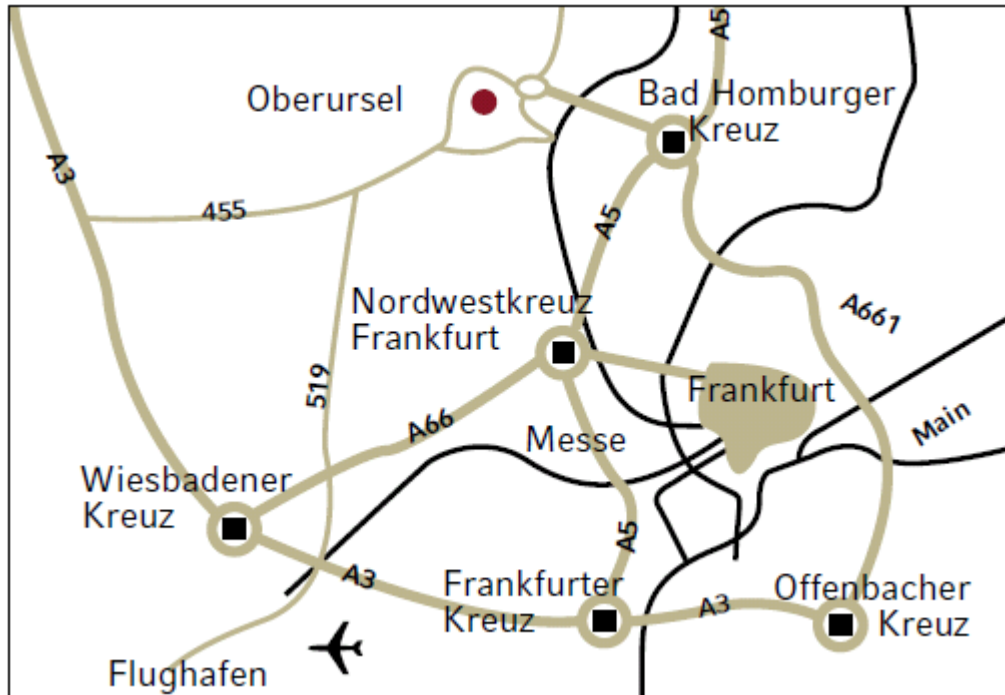 A5
Oberursel
Bad Homburger
Kreuz
A3
455
A5
Nordwestkreuz
Frankfurt
A661
519
Frankfurt
A66
Messe
Main
Wiesbadener
Kreuz
A5
A3
Frankfurter
Kreuz
A3
Offenbacher
Kreuz
Flughafen